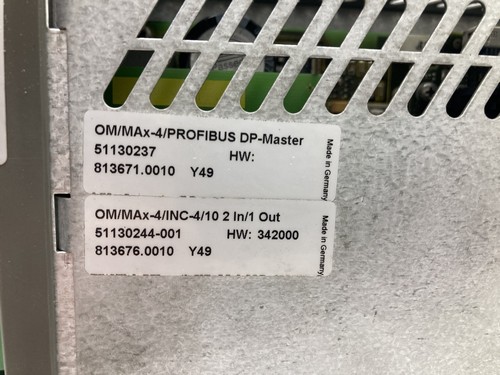 OM/MAx-4/PROFIBUS DP-Master
51130237 HW:
813671.0010 Y49
Made in Germany
OM/MAx-4/INC-4/10 2 In/1 Out
51130244-001 HW: 342000
813676.0010 Y49
Made in Germany